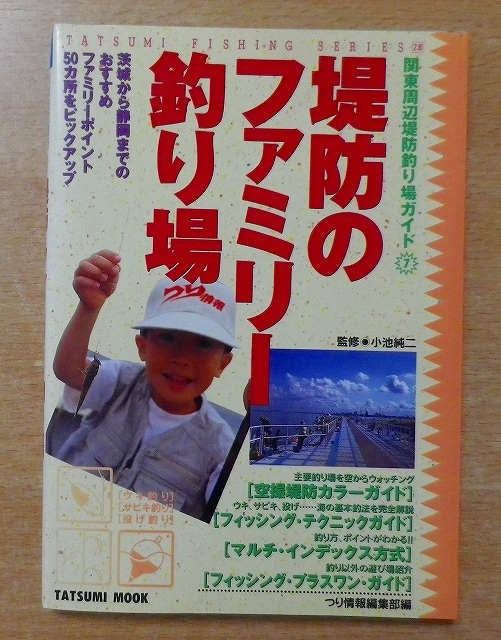 TATSUMI FISHING SERIES 28
関東周辺堤防釣り場ガイド 7
堤防の
ファミリー
釣り場
茨城から静岡までの
おすすめ
ファミリーポイント
50カ所をピックアップ
つり情報
監修●小池純二
主要釣り場を空からウォッチング
[空撮堤防カラーガイド]
ウキ、サビキ、投げ……海の基本的釣法を完全解説
[フィッシング・テクニックガイド]
釣り方、ポイントがわかる!!
[マルチ・インデックス方式]
釣り以外の遊び場紹介
[フィッシング・プラスワン・ガイド]
つり情報編集部編
[ウキ釣り]
[サビキ釣り]
[投げ釣り]
TATSUMI MOOK